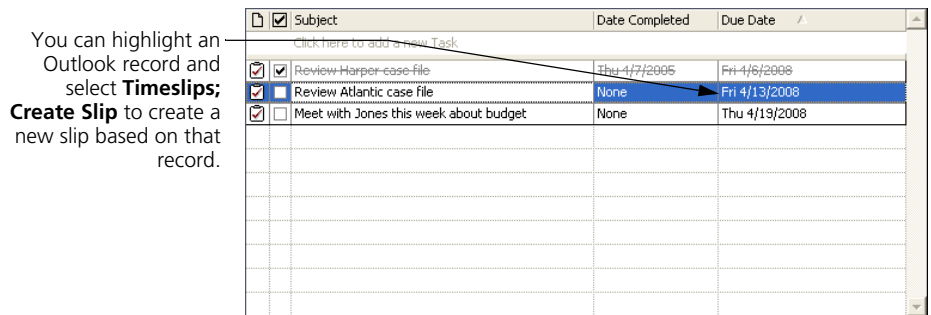 You can highlight an
Outlook record and
select Timeslips;
Create Slip to create a
new slip based on that
record.
Subject Date Completed Due Date
Click here to add a new Task
Review Harper case file Thu 4/7/2005 Fri 4/6/2008
Review Atlantic case file None Fri 4/13/2008
Meet with Jones this week about budget None Thu 4/19/2008